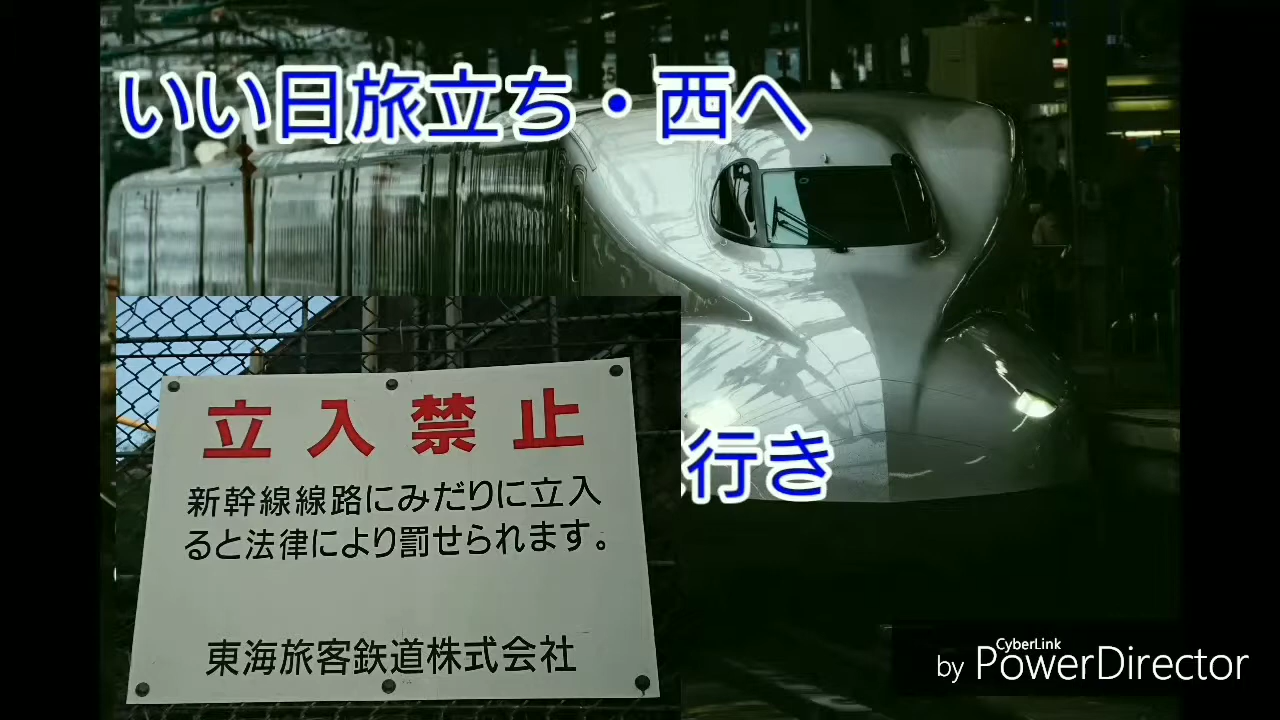 いい日旅立ち・西へ
行き
立入禁止
新幹線線路にみだりに立入
ると法律により罰せられます。
東海旅客鉄道株式会社
CyberLink
by PowerDirector